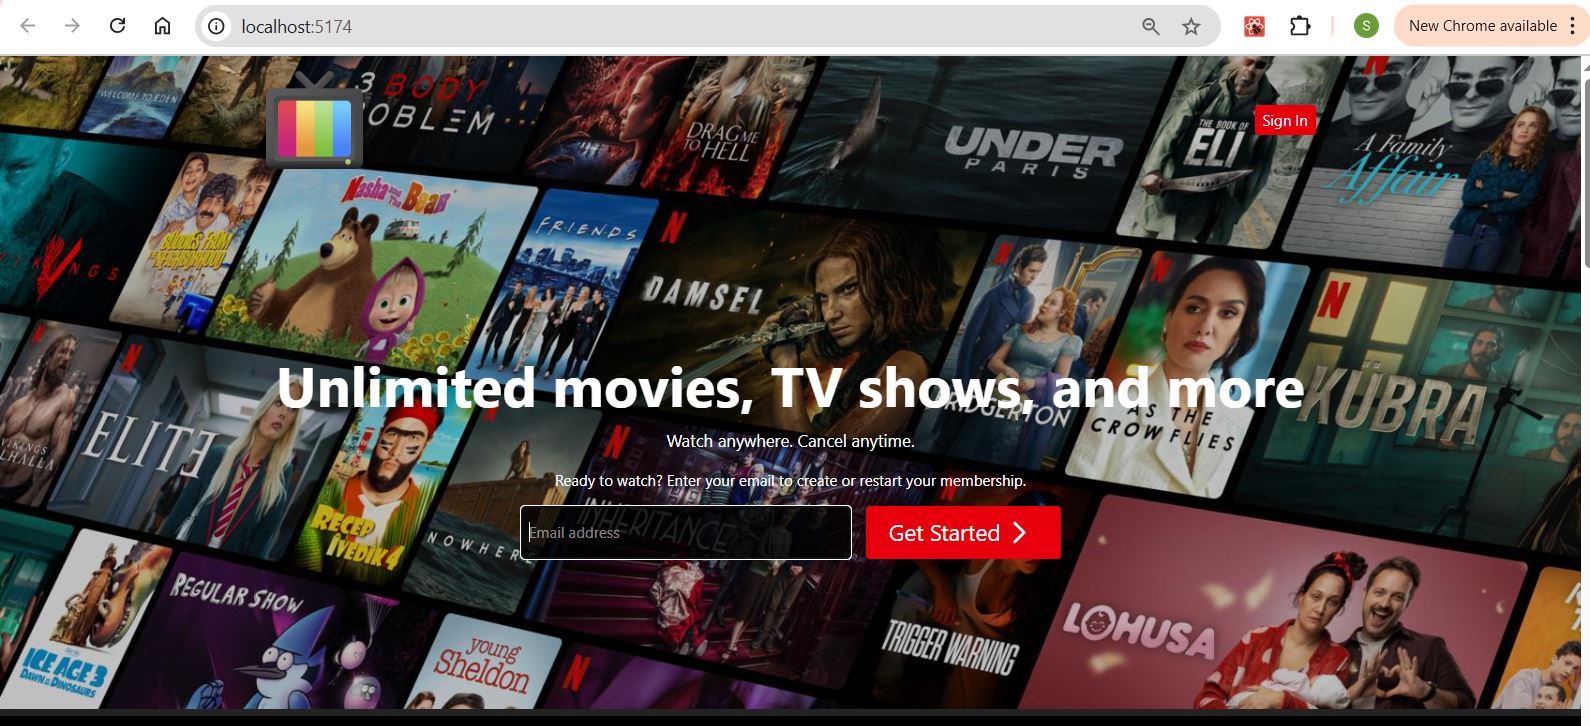 localhost:5174
S
New Chrome available
WELCOME TO EDEN
3 BODY
OBLEM
DRAG ME
TO HELL
UNDER
PARIS
THE BOOK OF
ELI
Sign In
A Family
Affair
Masha and The Bear
VIKINGS
BUDDIES FROM
NEIGHBORHOOD
FRIENDS
DAMSEL
KÜBRA
Unlimited movies, TV shows, and more
BRIDGERTON
AS THE
CROW FLIES
VIKINGS
VALHALLA
ELITE
Watch anywhere. Cancel anytime.
Ready to watch? Enter your email to create or restart your membership.
INHERITANCE
Email address
Get Started
RECEP
İVEDİK 4
NOWHERE
REGULAR SHOW
LOHUSA
TRIGGER WARNING
ICE AGE 3
DAWN OF THE DINOSAURS
young
Sheldon